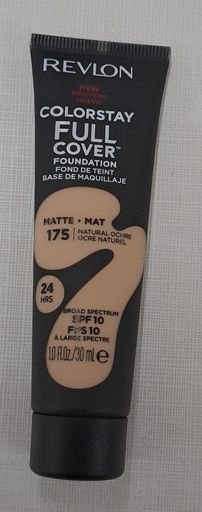 REVLON
NEW
NOUVEAU
NUEVO
COLORSTAY
FULL
COVER™
FOUNDATION
FOND DE TEINT
BASE DE MAQUILLAJE
MATTE • MAT
175 NATURAL OCHRE
OCRE NATUREL
24
HRS
BROAD SPECTRUM
SPF 10
FPS 10
À LARGE SPECTRE
1.0 Fl.Oz./30 mL e